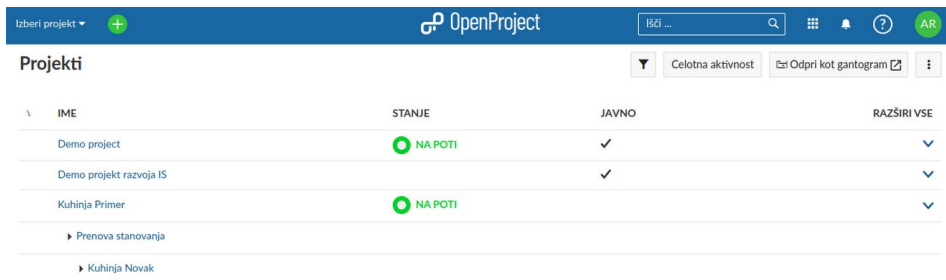 Izberi projekt
OpenProject
Išči ...
?
AR
Projekti
Celotna aktivnost
Odpri kot gantogram
IME STANJE JAVNO RAZŠIRI VSE
Demo project NA POTI
Demo projekt razvoja IS
Kuhinja Primer NA POTI
Prenova stanovanja
Kuhinja Novak